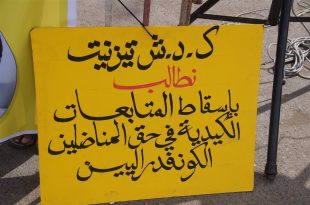 ك.د.ش تيزنيت
نطالب
بإسقاط المتابعات
الكيدية في حق المناضلين
الكونفدراليين